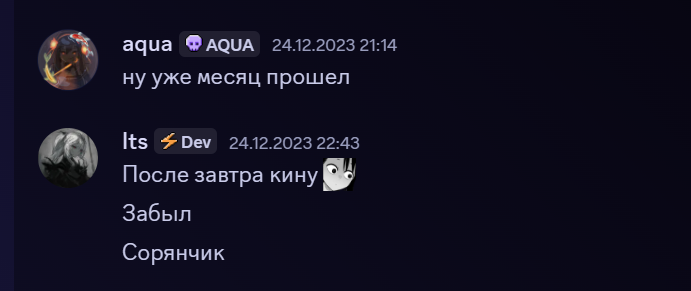 aqua AQUA 24.12.2023 21:14
ну уже месяц прошел
lts Dev 24.12.2023 22:43
После завтра кину
Забыл
Сорянчик